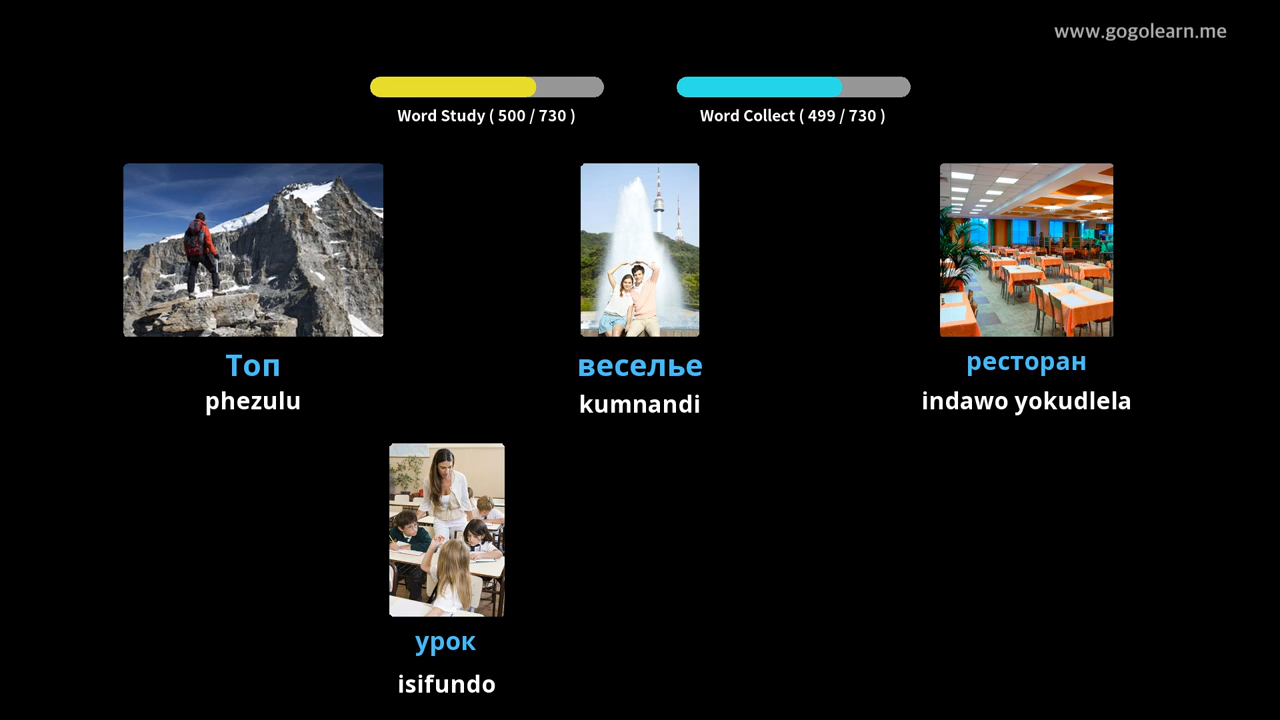 www.gogolearn.me
Word Study ( 500 / 730 )
Word Collect ( 499 / 730 )
Топ
phezulu
веселье
kumnandi
ресторан
indawo yokudlela
урок
isifundo